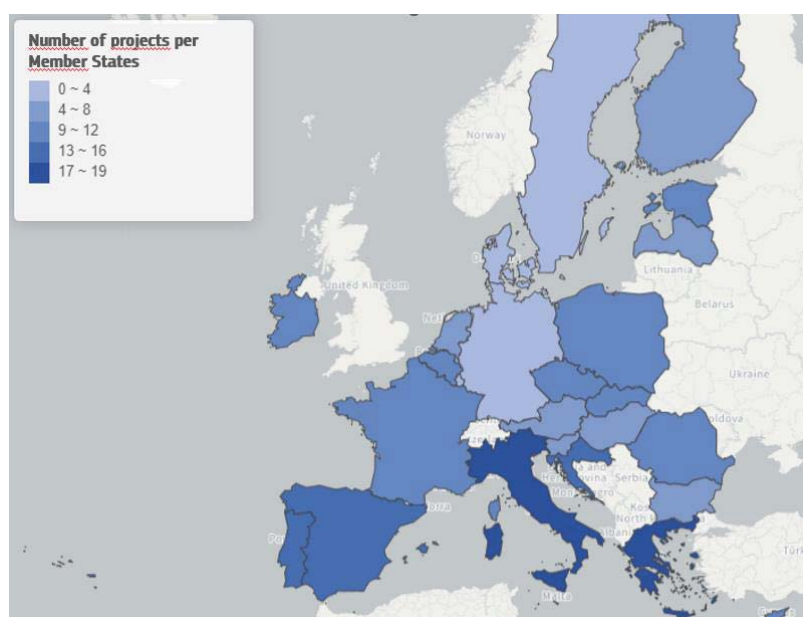 Number of projects per
Member States
0 ~ 4
4 ~ 8
9 ~ 12
13 ~ 16
17 ~ 19
Norway
United Kingdom
Lithuania
Belarus
Ukraine
Serbia
Malta